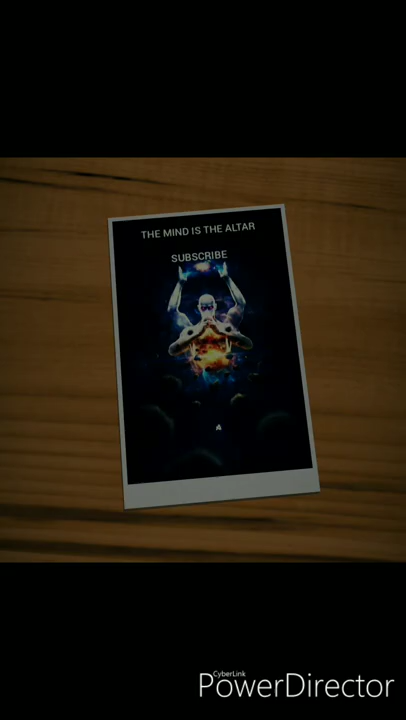 THE MIND IS THE ALTAR
SUBSCRIBE
CyberLink
PowerDirector